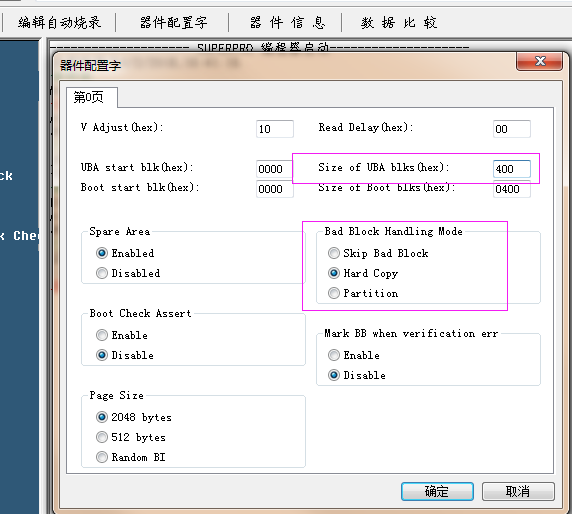 编辑自动烧录 器件配置字 器 件 信 息 数 据 比 较
-------------------- SUPERPRO 编程器启动--------------------
器件配置字
第0页
V Adjust(hex): 10 Read Delay(hex): 00
UBA start blk(hex): 0000 Size of UBA blks(hex): 400
Boot start blk(hex): 0000 Size of Boot blks(hex): 0400
Spare Area Bad Block Handling Mode
Enabled Skip Bad Block
Disabled Hard Copy
Partition
Boot Check Assert
Enable Mark BB when verification err
Disable Enable
Disable
Page Size
2048 bytes
512 bytes
Random BI
确定 取消
ck
k Chec